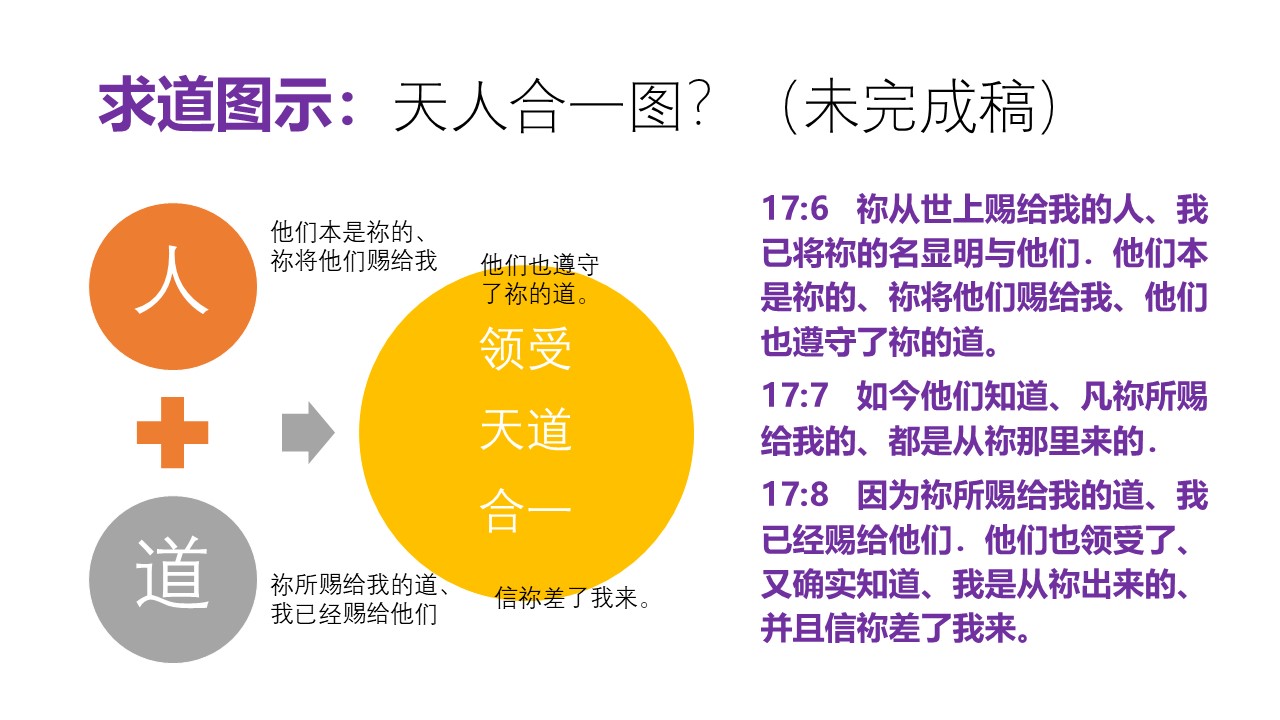 求道图示：天人合一图？（未完成稿）
人
他们本是祢的、
祢将他们赐给我
道
祢所赐给我的道、
我已经赐给他们
他们也遵守
了祢的道。
领受
天道
合一
信祢差了我来。
17:6 祢从世上赐给我的人、我
已将祢的名显明与他们．他们本
是祢的、祢将他们赐给我、他们
也遵守了祢的道。
17:7 如今他们知道、凡祢所赐
给我的、都是从祢那里来的．
17:8 因为祢所赐给我的道、我
已经赐给他们．他们也领受了、
又确实知道、我是从祢出来的、
并且信祢差了我来。